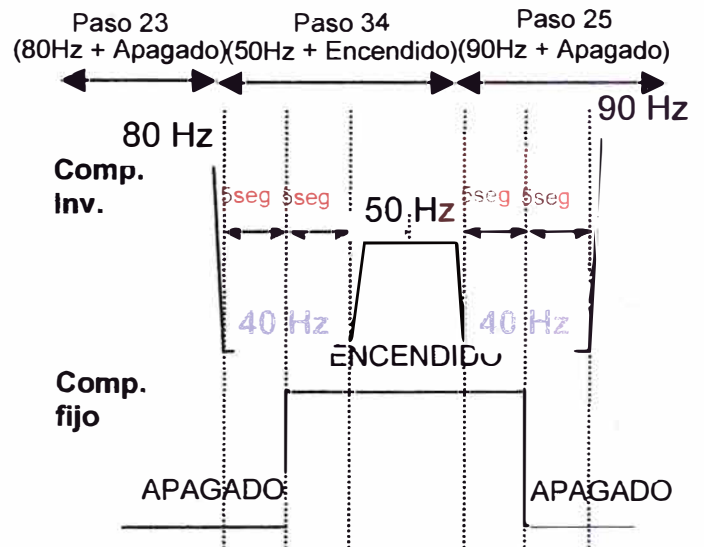 Paso 23
(80Hz + Apagado)
Paso 34
(50Hz + Encendido)
Paso 25
(90Hz + Apagado)
90 Hz
80 Hz
Comp.
Inv.
5seg 5seg
50 Hz
5seg 5seg
40 Hz
40 Hz
ENCENDIDO
Comp.
fijo
APAGADO
APAGADO